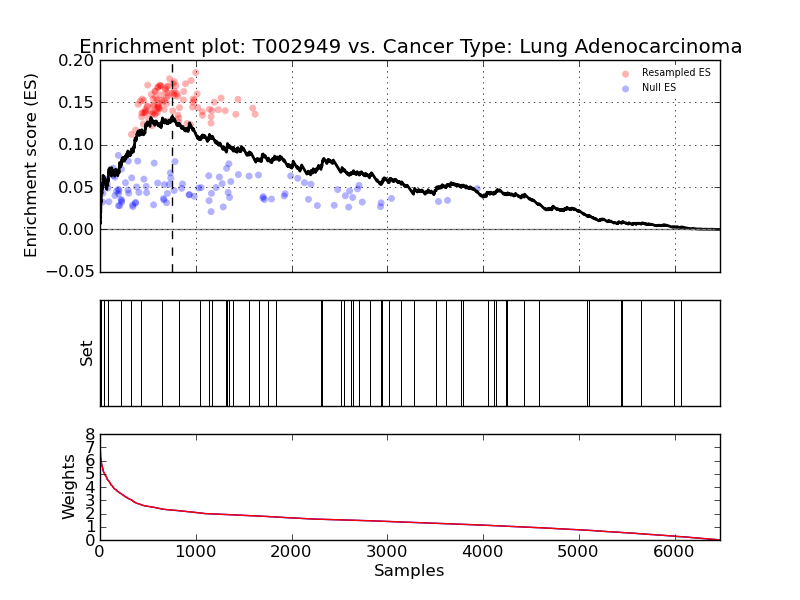 Enrichment plot: T002949 vs. Cancer Type: Lung Adenocarcinoma
Enrichment score (ES)
0.20
0.15
0.10
0.05
0.00
−0.05
Resampled ES
Null ES
Set
Weights
8
7
6
5
4
3
2
1
0
0 1000 2000 3000 4000 5000 6000
Samples